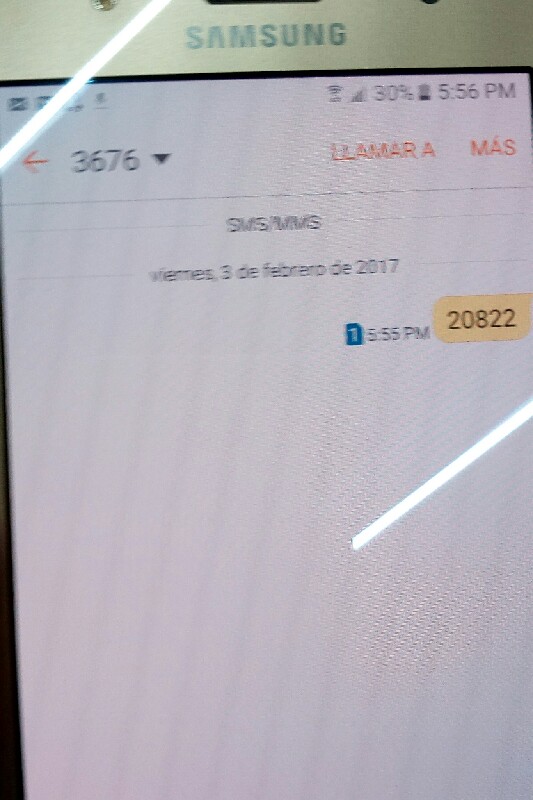 SAMSUNG
30% 5:56 PM
3676 LLAMAR A MÁS
SMS/MMS
viernes, 3 de febrero de 2017
1 5:55 PM 20822